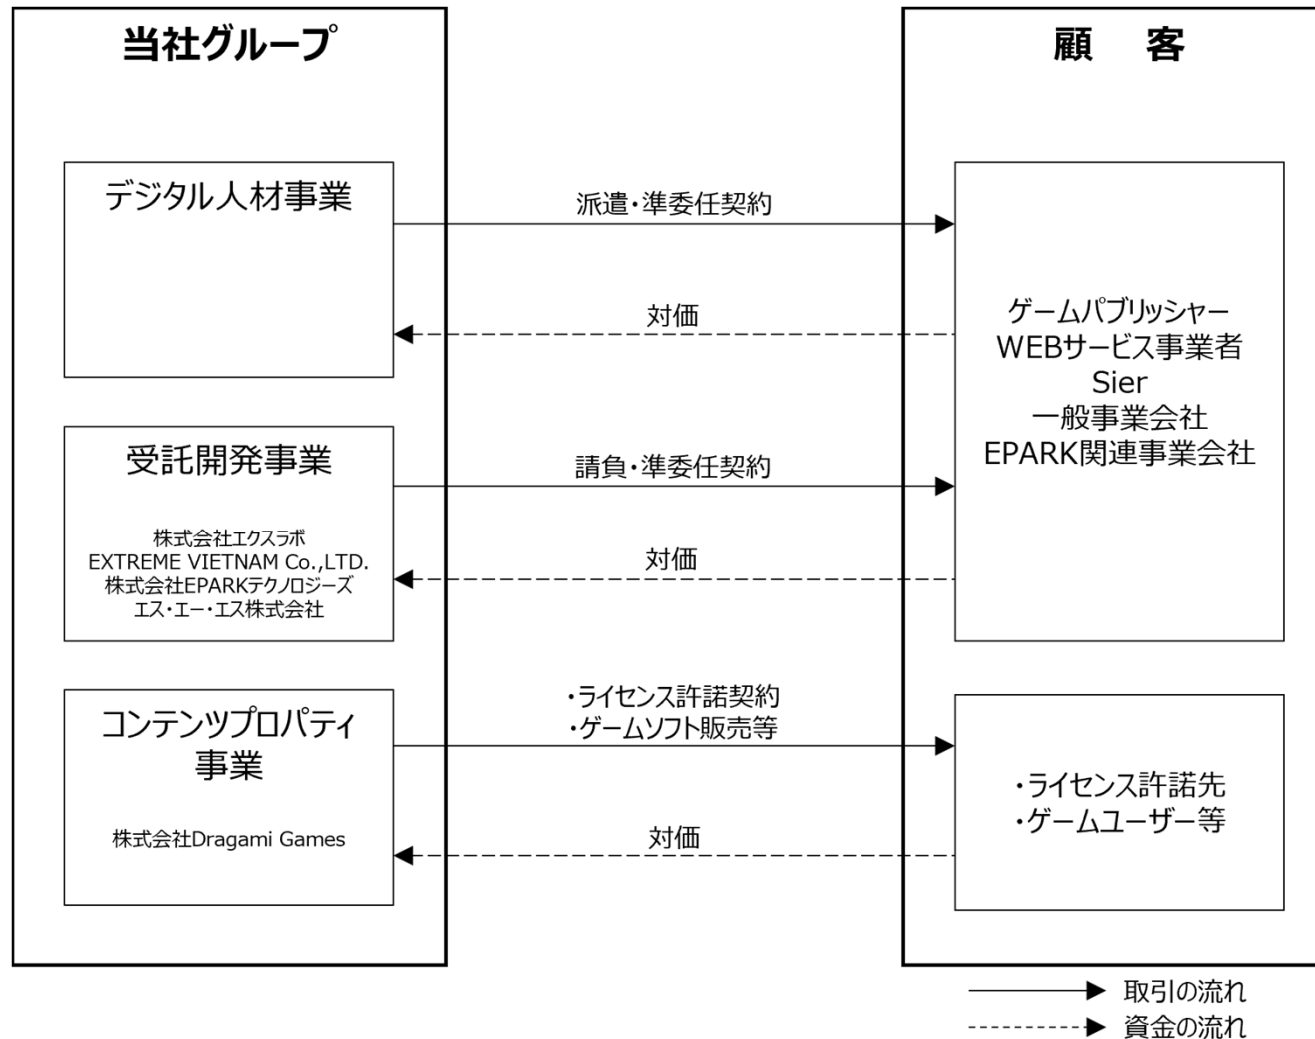 当社グループ
顧　客
デジタル人材事業
派遣・準委任契約
対価
ゲームパブリッシャー
WEBサービス事業者
Sier
一般事業会社
EPARK関連事業会社
受託開発事業
株式会社エクスラボ
EXTREME VIETNAM Co.,LTD.
株式会社EPARKテクノロジーズ
エス・エー・エス株式会社
請負・準委任契約
対価
コンテンツプロパティ
事業
株式会社Dragami Games
・ライセンス許諾契約
・ゲームソフト販売等
対価
・ライセンス許諾先
・ゲームユーザー等
取引の流れ
資金の流れ